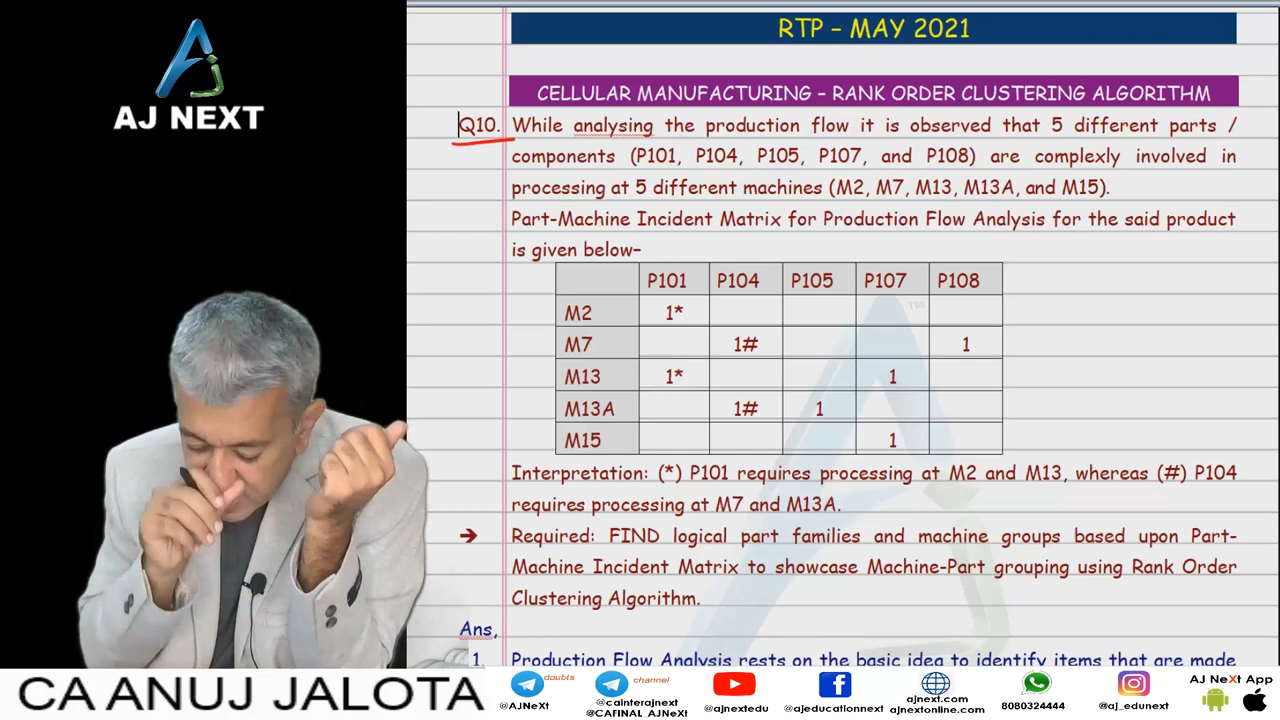 AJ NEXT
RTP – MAY 2021
CELLULAR MANUFACTURING – RANK ORDER CLUSTERING ALGORITHM
Q10. While analysing the production flow it is observed that 5 different parts /
components (P101, P104, P105, P107, and P108) are complexly involved in
processing at 5 different machines (M2, M7, M13, M13A, and M15).
Part-Machine Incident Matrix for Production Flow Analysis for the said product
is given below–
P101 P104 P105 P107 P108
M2 1*
M7 1# 1
M13 1* 1
M13A 1# 1
M15 1
TM
Interpretation: (*) P101 requires processing at M2 and M13, whereas (#) P104
requires processing at M7 and M13A.
➔ Required: FIND logical part families and machine groups based upon Part-
Machine Incident Matrix to showcase Machine-Part grouping using Rank Order
Clustering Algorithm.
Ans,
1. Production Flow Analysis rests on the basic idea to identify items that are made
CA ANUJ JALOTA
doubts
@AJNeXt
channel
@cainterajnext
@CAFINAL_AJNeXt
@ajnextedu
@ajeducationnext
ajnext.com
ajnextonline.com
8080324444
@aj_edunext
AJ NeXt App